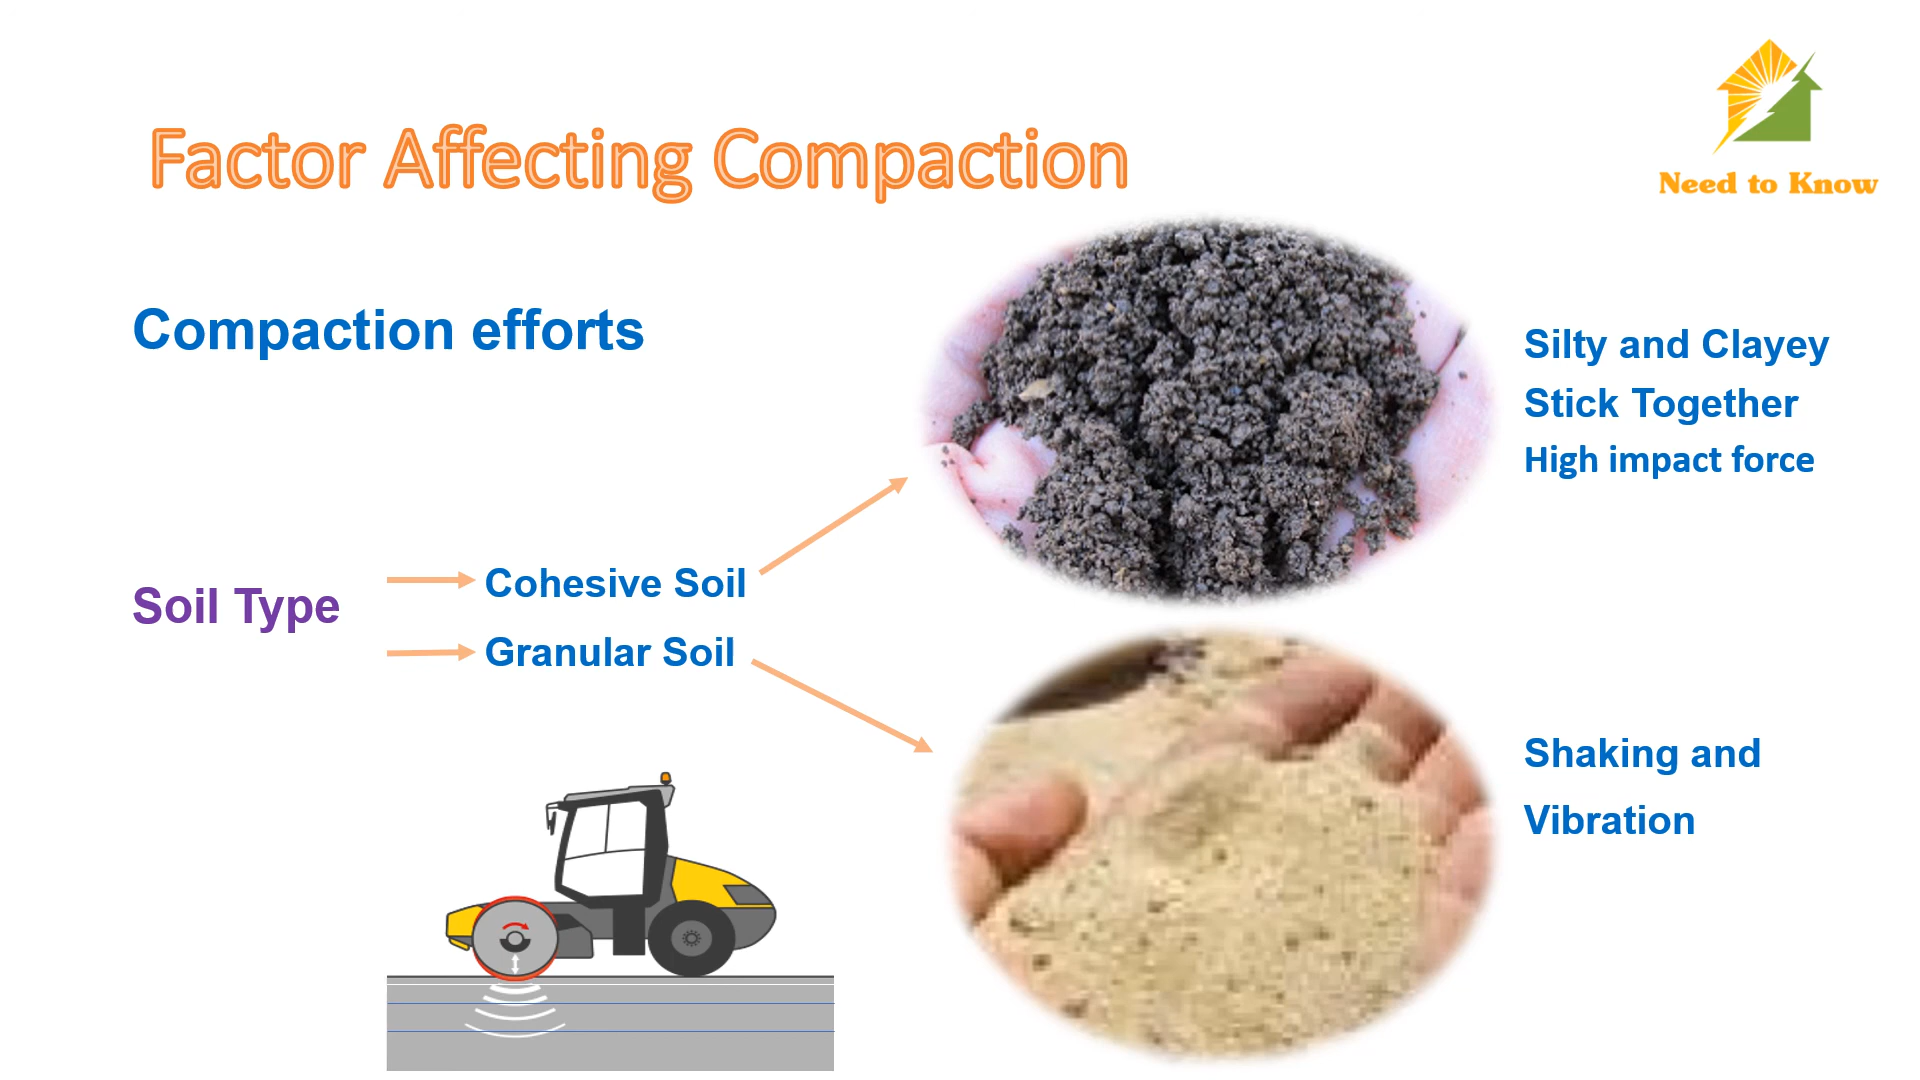 Need to Know
Factor Affecting Compaction
Compaction efforts
Silty and Clayey
Stick Together
High impact force
Soil Type
Cohesive Soil
Granular Soil
Shaking and
Vibration